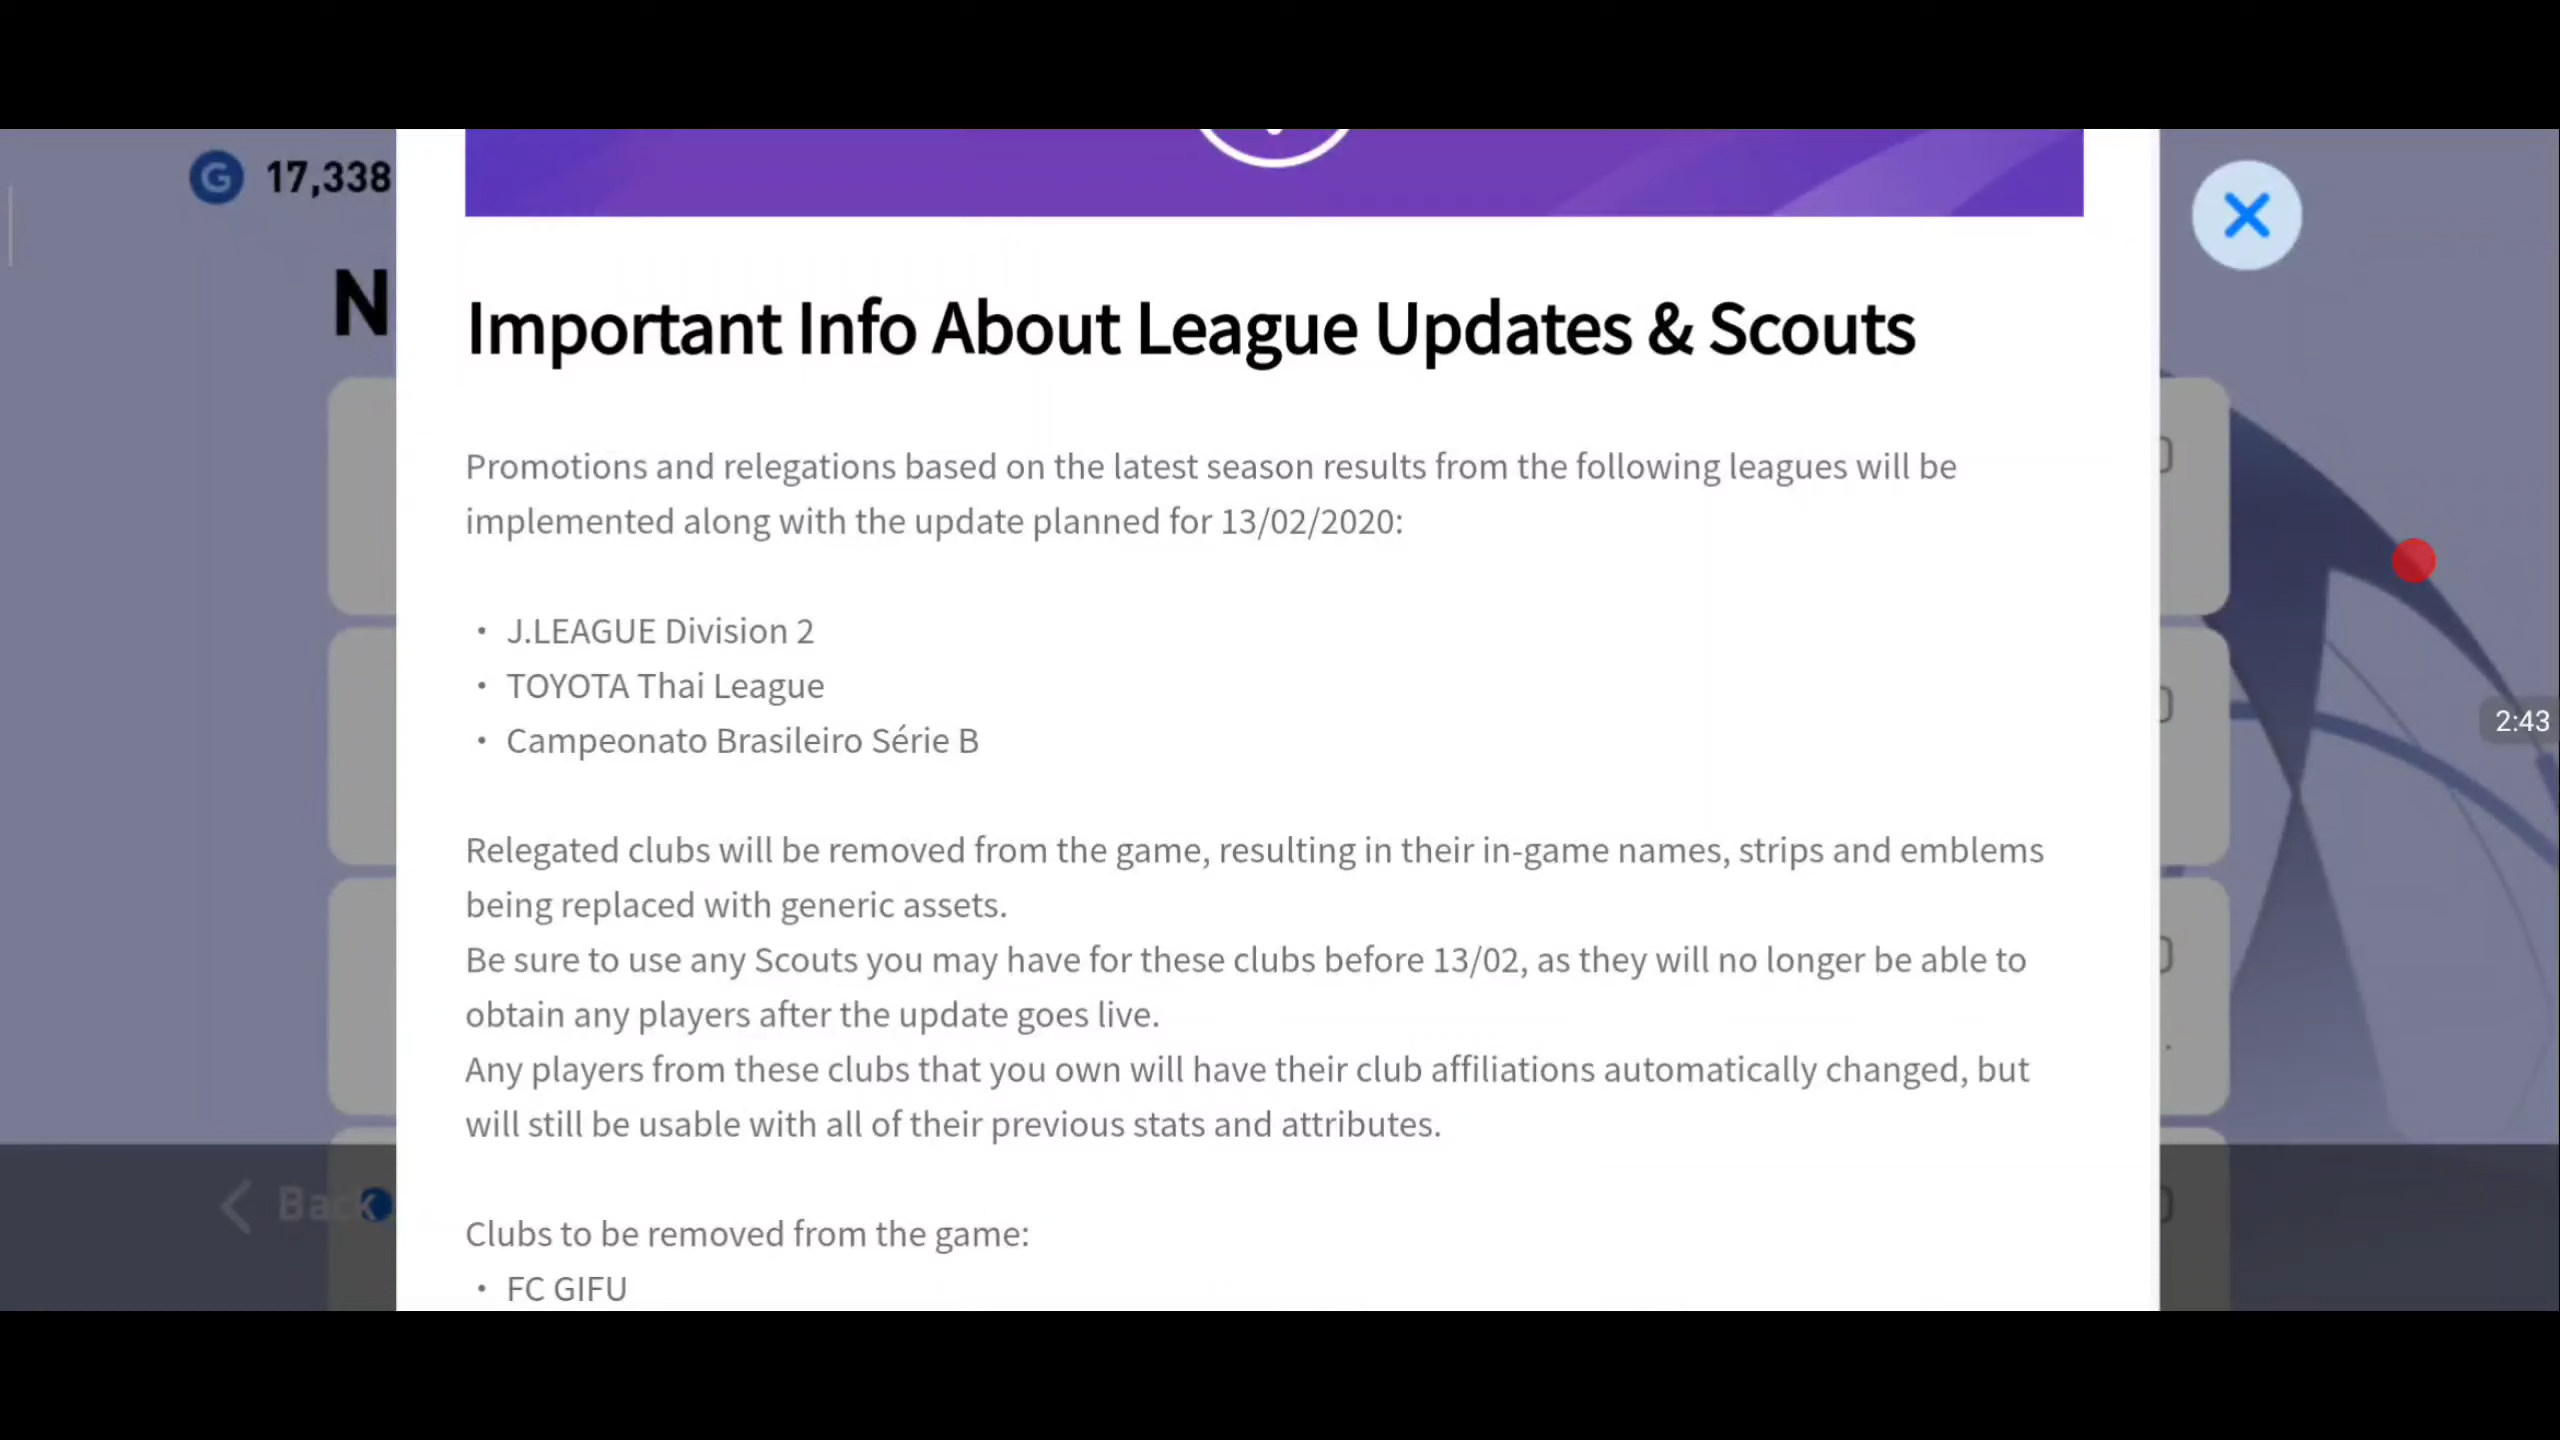 G 17,338
N
Important Info About League Updates & Scouts
Promotions and relegations based on the latest season results from the following leagues will be
implemented along with the update planned for 13/02/2020:
・ J.LEAGUE Division 2
・ TOYOTA Thai League
・ Campeonato Brasileiro Série B
2:43
Relegated clubs will be removed from the game, resulting in their in-game names, strips and emblems
being replaced with generic assets.
Be sure to use any Scouts you may have for these clubs before 13/02, as they will no longer be able to
obtain any players after the update goes live.
Any players from these clubs that you own will have their club affiliations automatically changed, but
will still be usable with all of their previous stats and attributes.
Back
Clubs to be removed from the game:
・ FC GIFU